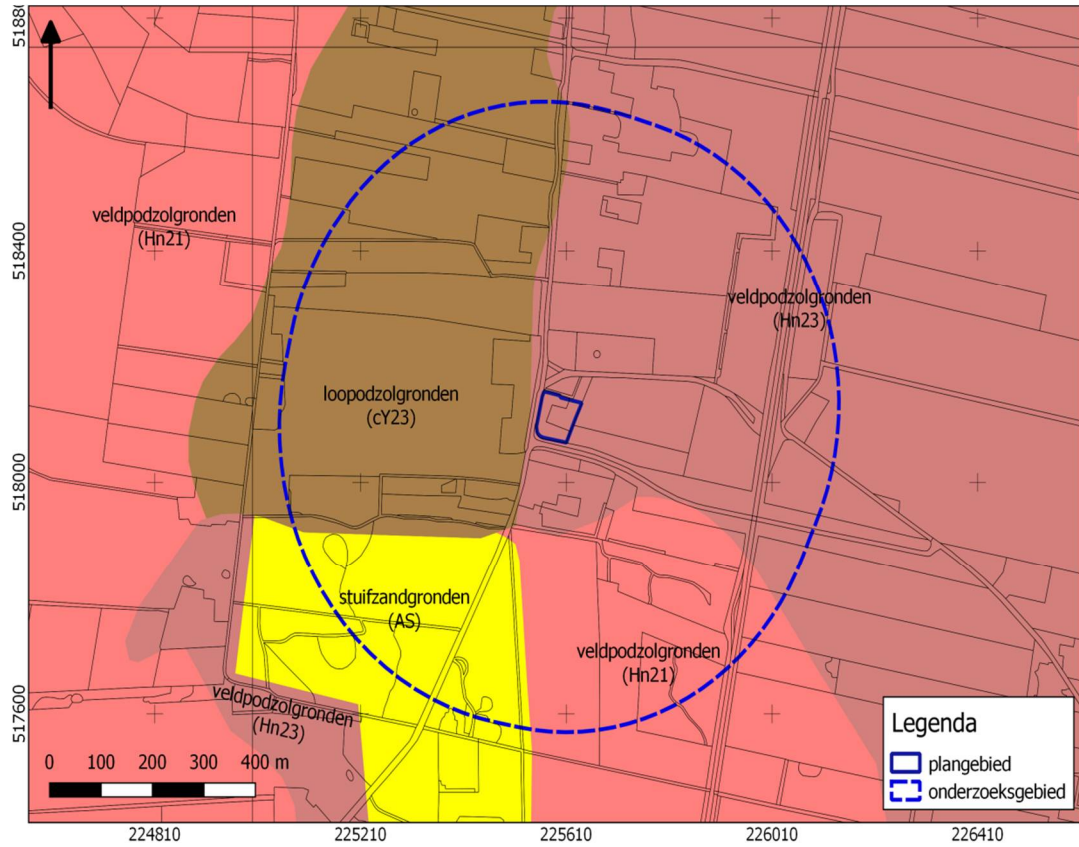 51880
518400
518000
517600
veldpodzolgronden
(Hn21)
veldpodzolgronden
(Hn23)
loopodzolgronden
(cY23)
stuifzandgronden
(AS)
veldpodzolgronden
(Hn21)
veldpodzolgronden
(Hn23)
0 100 200 300 400 m
Legenda
plangebied
onderzoeksgebied
224810 225210 225610 226010 226410